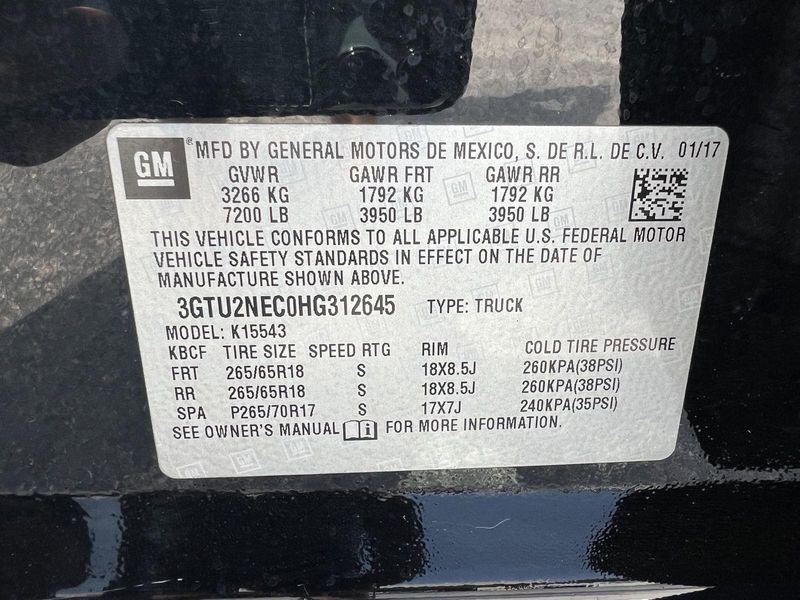 GM® MFD BY GENERAL MOTORS DE MEXICO, S. DE R.L. DE C.V. 01/17
GVWR GAWR FRT GAWR RR
3266 KG 1792 KG 1792 KG
7200 LB 3950 LB 3950 LB
THIS VEHICLE CONFORMS TO ALL APPLICABLE U.S. FEDERAL MOTOR
VEHICLE SAFETY STANDARDS IN EFFECT ON THE DATE OF
MANUFACTURE SHOWN ABOVE.
3GTU2NEC0HG312645 TYPE: TRUCK
MODEL: K15543
KBCF TIRE SIZE SPEED RTG RIM COLD TIRE PRESSURE
FRT 265/65R18 S 18X8.5J 260KPA(38PSI)
RR 265/65R18 S 18X8.5J 260KPA(38PSI)
SPA P265/70R17 S 17X7J 240KPA(35PSI)
SEE OWNER'S MANUAL FOR MORE INFORMATION.